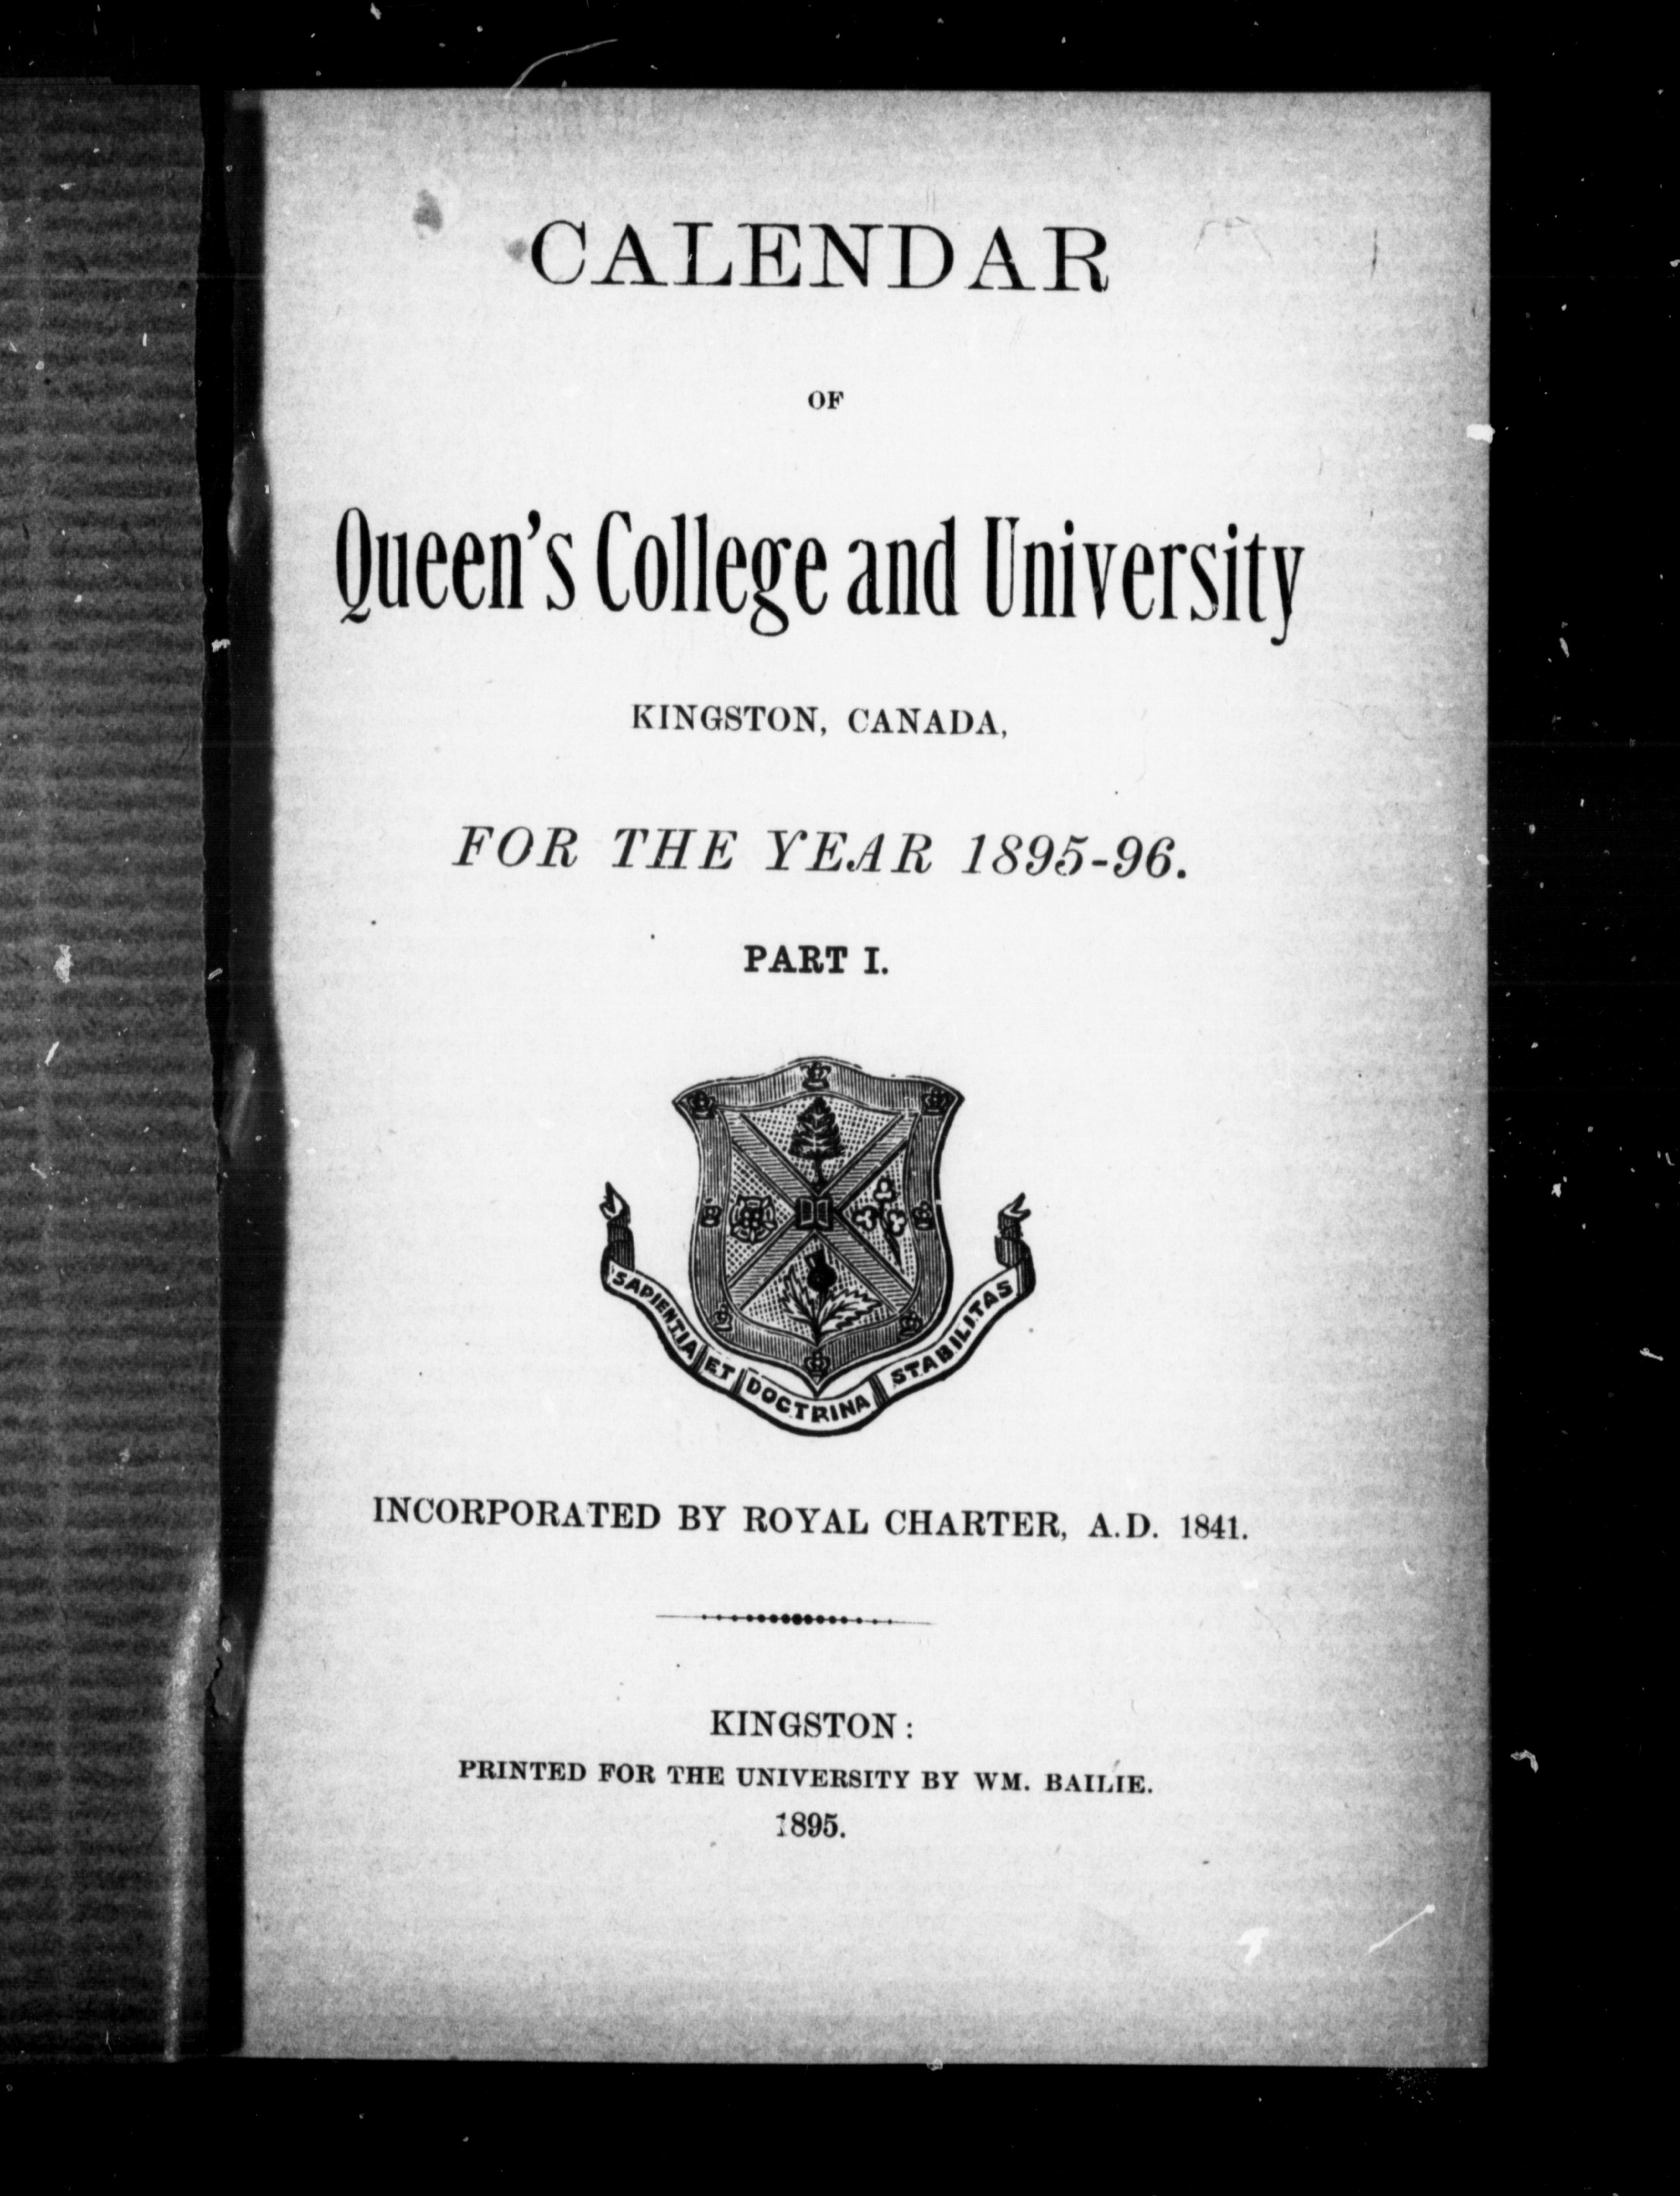 CALENDAR
OF
Queen's College and University
KINGSTON, CANADA,
FOR THE YEAR 1895-96.
PART I.
SAPIENTIA ET DOCTRINA STABILITAS
INCORPORATED BY ROYAL CHARTER, A.D. 1841.
KINGSTON:
PRINTED FOR THE UNIVERSITY BY WM. BAILIE.
1895.